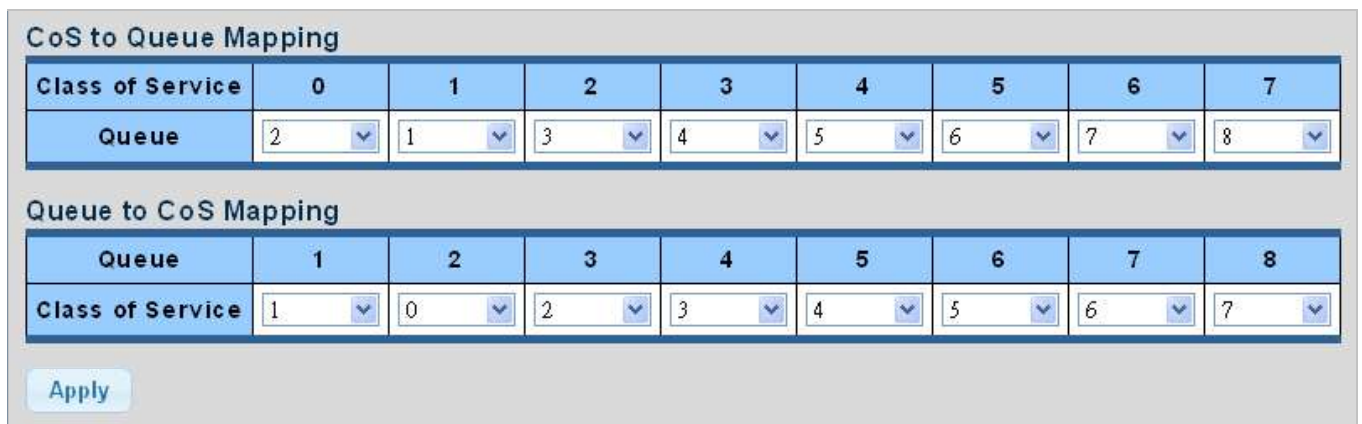 CoS to Queue Mapping
Class of Service 0 1 2 3 4 5 6 7
Queue 2 1 3 4 5 6 7 8
Queue to CoS Mapping
Queue 1 2 3 4 5 6 7 8
Class of Service 1 0 2 3 4 5 6 7
Apply